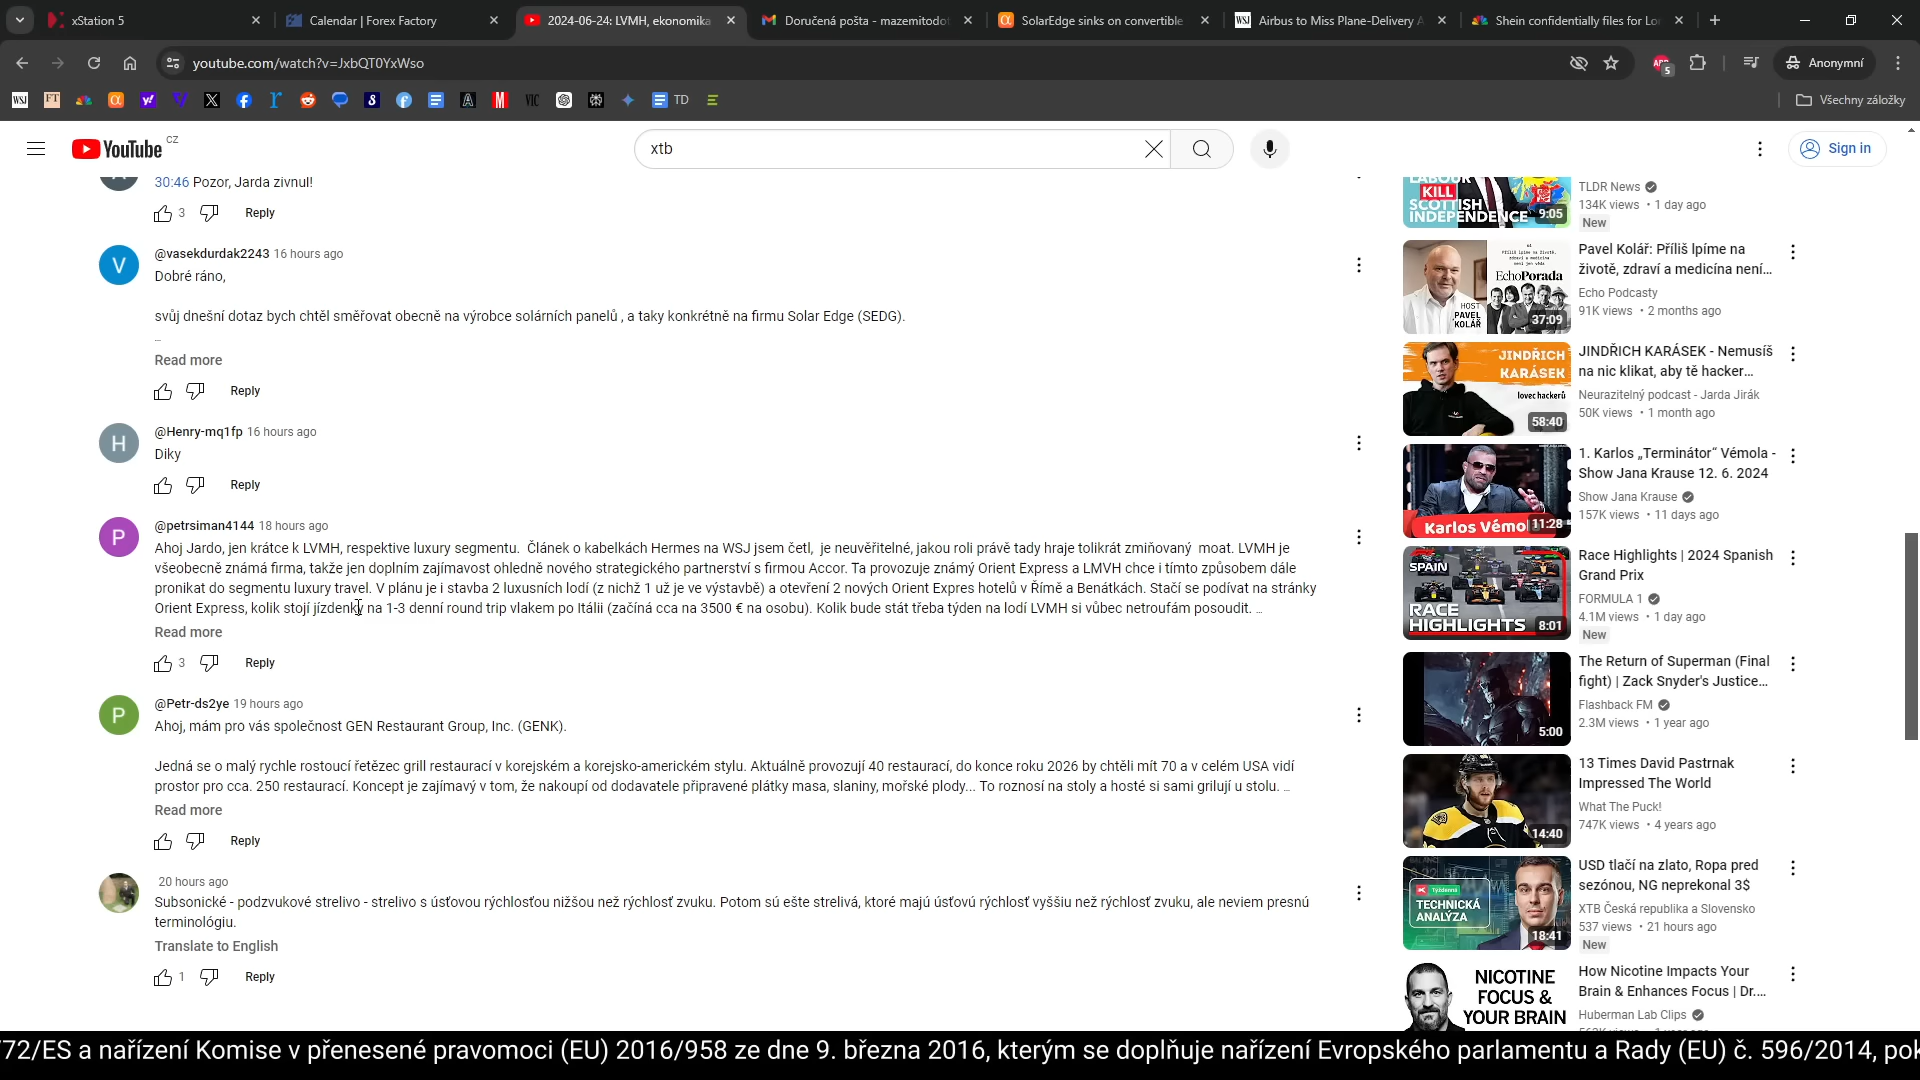 xStation 5
Calendar | Forex Factory
2024-06-24: LVMH, ekonomika
Doručená pošta - mazemitodo
SolarEdge sinks on convertible
WSJ
Airbus to Miss Plane-Delivery A
Shein confidentially files for Lo
youtube.com/watch?v=JxbQT0YxWso
ABP
5
Anonymní
WSJ
FT
TD
Všechny záložky
YouTube CZ
xtb
Sign in
30:46 Pozor, Jarda zivnul!
3
Reply
@vasekdurdak2243 16 hours ago
Dobré ráno,
svůj dnešní dotaz bych chtěl směřovat obecně na výrobce solárních panelů , a taky konkrétně na firmu Solar Edge (SEDG).
...
Read more
Reply
@Henry-mq1fp 16 hours ago
Diky
Reply
@petrsiman4144 18 hours ago
Ahoj Jardo, jen krátce k LVMH, respektive luxury segmentu. Článek o kabelkách Hermes na WSJ jsem četl, je neuvěřitelné, jakou roli právě tady hraje tolikrát zmiňovaný moat. LVMH je
všeobecně známá firma, takže jen doplním zajímavost ohledně nového strategického partnerství s firmou Accor. Ta provozuje známý Orient Express a LMVH chce i tímto způsobem dále
pronikat do segmentu luxury travel. V plánu je i stavba 2 luxusních lodí (z nichž 1 už je ve výstavbě) a otevření 2 nových Orient Expres hotelů v Římě a Benátkách. Stačí se podívat na stránky
Orient Express, kolik stojí jízdenky na 1-3 denní round trip vlakem po Itálii (začíná cca na 3500 € na osobu). Kolik bude stát třeba týden na lodí LVMH si vůbec netroufám posoudit. ...
Read more
3
Reply
@Petr-ds2ye 19 hours ago
Ahoj, mám pro vás společnost GEN Restaurant Group, Inc. (GENK).
Jedná se o malý rychle rostoucí řetězec grill restaurací v korejském a korejsko-americkém stylu. Aktuálně provozují 40 restaurací, do konce roku 2026 by chtěli mít 70 a v celém USA vidí
prostor pro cca. 250 restaurací. Koncept je zajímavý v tom, že nakoupí od dodavatele připravené plátky masa, slaniny, mořské plody... To roznosí na stoly a hosté si sami grilují u stolu. ...
Read more
Reply
20 hours ago
Subsonické - podzvukové strelivo - strelivo s úsťovou rýchlosťou nižšou než rýchlosť zvuku. Potom sú ešte strelivá, ktoré majú úsťovú rýchlosť vyššiu než rýchlosť zvuku, ale neviem presnú
terminológiu.
Translate to English
1
Reply
LABOUR
KILL
SCOTTISH
INDEPENDENCE
9:05
TLDR News
134K views • 1 day ago
New
EchoPorada
HOST
PAVEL
KOLÁŘ
37:09
Pavel Kolář: Příliš lpíme na
životě, zdraví a medicína není...
Echo Podcasty
91K views • 2 months ago
JINDŘICH
KARÁSEK
lovec hackerů
58:40
JINDŘICH KARÁSEK - Nemusíš
na nic klikat, aby tě hacker...
Neurazitelný podcast - Jarda Jirák
50K views • 1 month ago
Karlos Vémo
11:28
1. Karlos „Terminátor“ Vémola -
Show Jana Krause 12. 6. 2024
Show Jana Krause
157K views • 11 days ago
SPAIN
RACE
HIGHLIGHTS
8:01
Race Highlights | 2024 Spanish
Grand Prix
FORMULA 1
4.1M views • 1 day ago
New
5:00
The Return of Superman (Final
fight) | Zack Snyder's Justice...
Flashback FM
2.3M views • 1 year ago
14:40
13 Times David Pastrnak
Impressed The World
What The Puck!
747K views • 4 years ago
Týždenná
TECHNICKÁ
ANALÝZA
18:41
USD tlačí na zlato, Ropa pred
sezónou, NG neprekonal 3$
XTB Česká republika a Slovensko
537 views • 21 hours ago
New
NICOTINE
FOCUS &
YOUR BRAIN
How Nicotine Impacts Your
Brain & Enhances Focus | Dr....
Huberman Lab Clips
72/ES a nařízení Komise v přenesené pravomoci (EU) 2016/958 ze dne 9. března 2016, kterým se doplňuje nařízení Evropského parlamentu a Rady (EU) č. 596/2014, pok